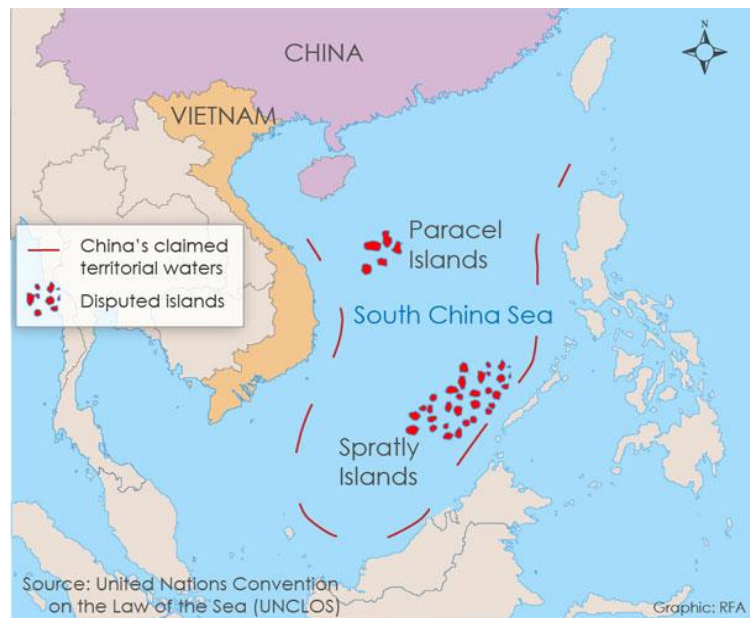 CHINA
N
VIETNAM
China's claimed
territorial waters
Disputed islands
Paracel
Islands
South China Sea
Spratly
Islands
Source: United Nations Convention
on the Law of the Sea (UNCLOS)
Graphic: RFA